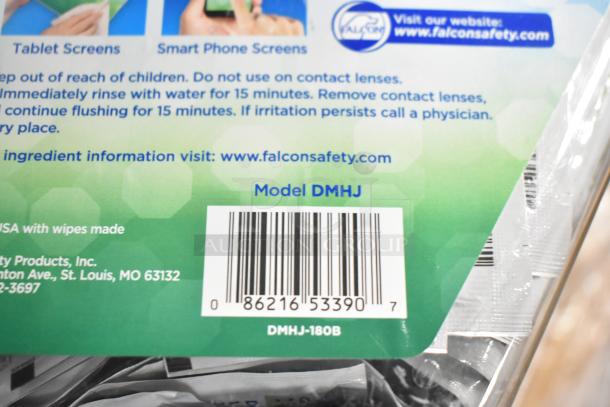 Tablet Screens
Smart Phone Screens
FALCON
Visit our website:
www.falconsafety.com
ep out of reach of children. Do not use on contact lenses.
Immediately rinse with water for 15 minutes. Remove contact lenses,
continue flushing for 15 minutes. If irritation persists call a physician.
ry place.
ingredient information visit: www.falconsafety.com
Model DMHJ
USA with wipes made
ty Products, Inc.
nton Ave., St. Louis, MO 63132
2-3697
AUCTION GROUP
0 86216 53390 7
DMHJ-180B